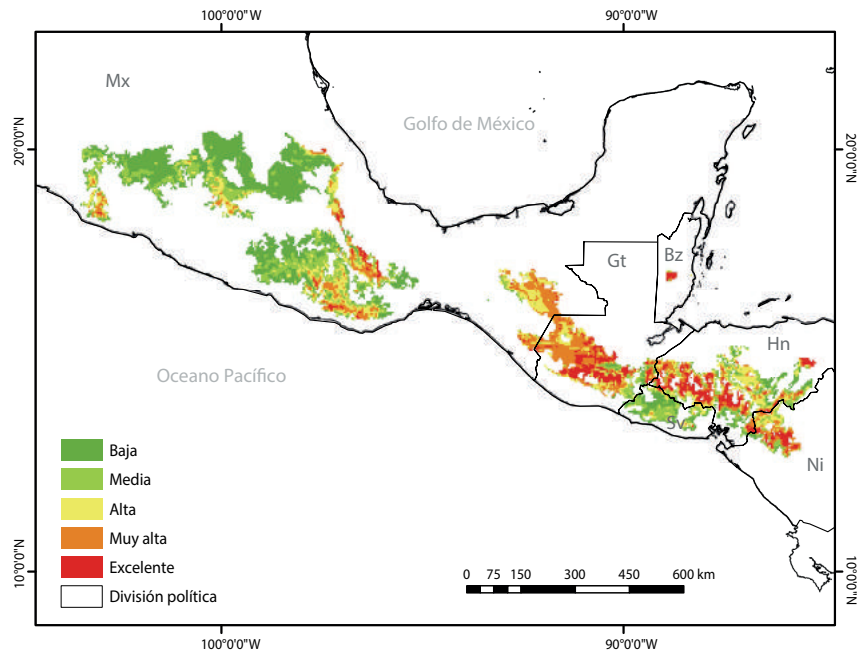 100°0'0"W
90°0'0"W
Mx
Golfo de México
20°0'0"N
20°0'0"N
Gt
Bz
Hn
Oceano Pacífico
Sv
Ni
Baja
Media
Alta
Muy alta
Excelente
División política
0 75 150 300 450 600 km
10°0'0"N
10°0'0"N
100°0'0"W
90°0'0"W